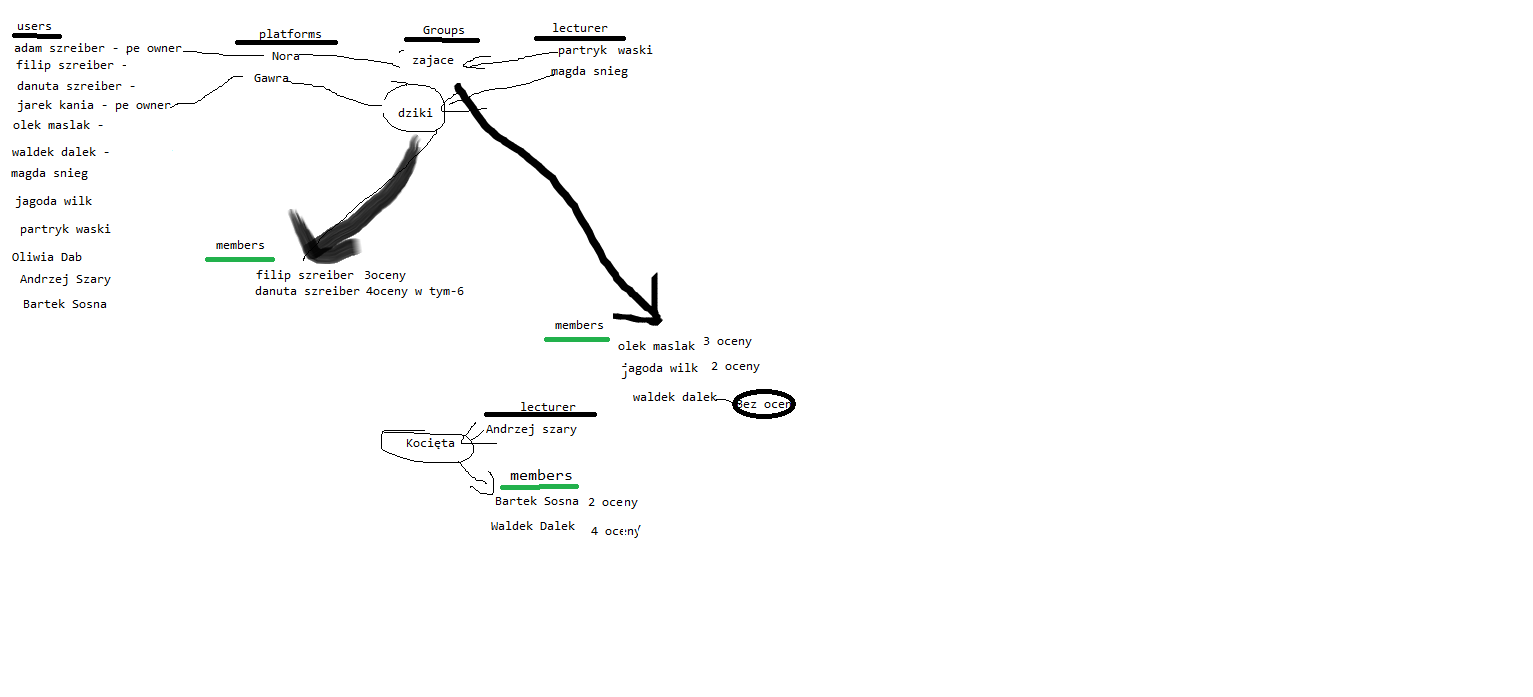 users
platforms
Groups
lecturer
adam szreiber - pe owner
Nora
zajace
partryk waski
filip szreiber -
Gawra
magda snieg
danuta szreiber -
jarek kania - pe owner
dziki
olek maslak -
waldek dalek -
magda snieg
jagoda wilk
partryk waski
Oliwia Dab
Andrzej Szary
Bartek Sosna
members
filip szreiber 3oceny
danuta szreiber 4oceny w tym-6
members
olek maslak 3 oceny
jagoda wilk 2 oceny
waldek dalek Bez ocen
lecturer
Andrzej szary
Kocięta
members
Bartek Sosna 2 oceny
Waldek Dalek 4 oceny